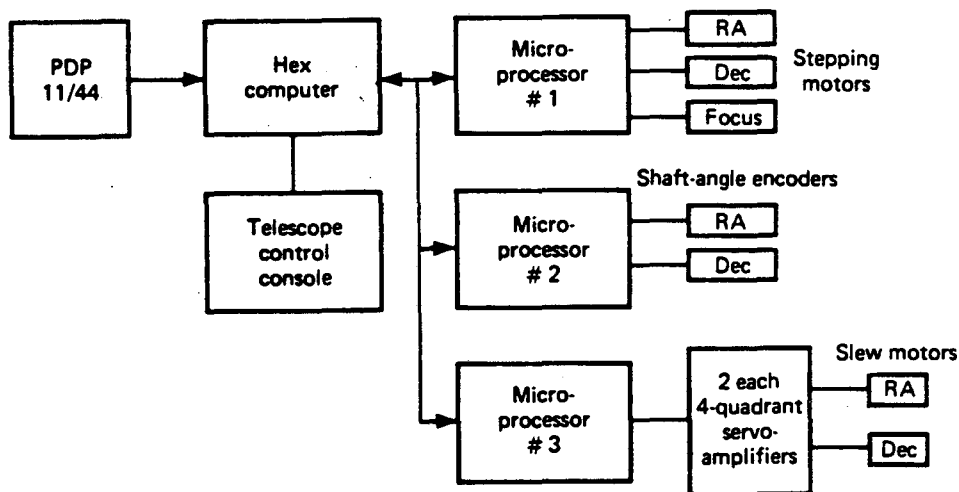 PDP
11/44
Hex
computer
Telescope
control
console
Micro-
processor
# 1
RA
Dec
Focus
Stepping
motors
Shaft-angle encoders
Micro-
processor
# 2
RA
Dec
Micro-
processor
# 3
2 each
4-quadrant
servo-
amplifiers
Slew motors
RA
Dec